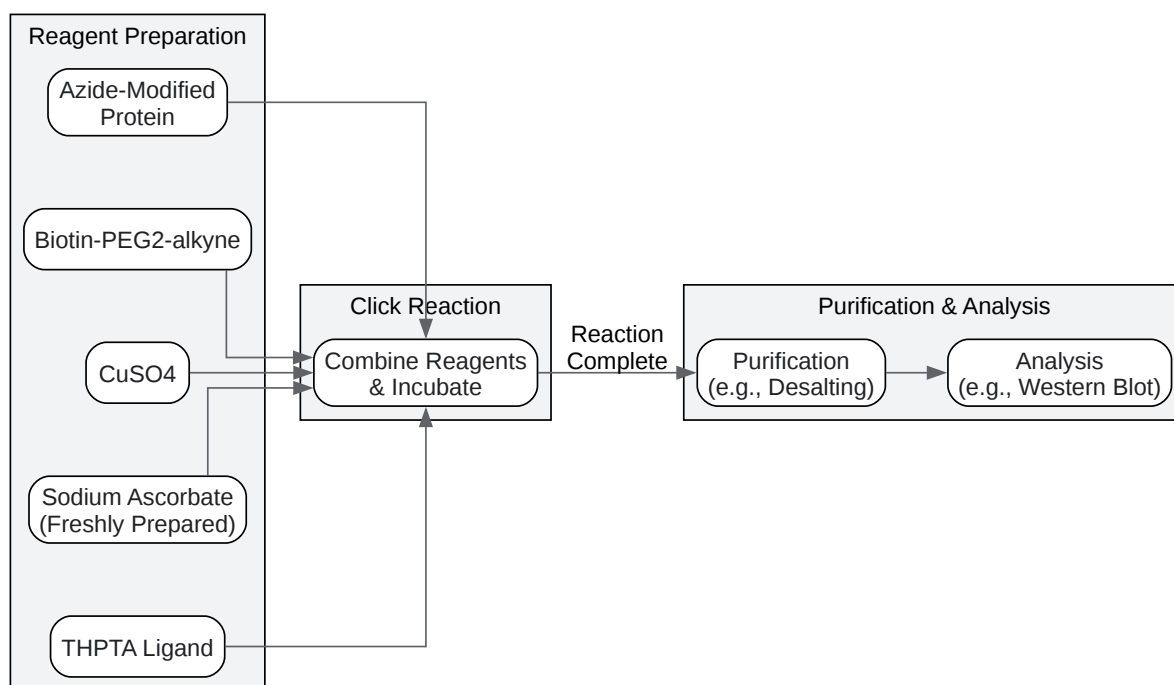 Reagent Preparation
Azide-Modified
Protein
Biotin-PEG2-alkyne
CuSO4
Sodium Ascorbate
(Freshly Prepared)
THPTA Ligand
Click Reaction
Combine Reagents
& Incubate
Reaction
Complete
Purification & Analysis
Purification
(e.g., Desalting)
Analysis
(e.g., Western Blot)